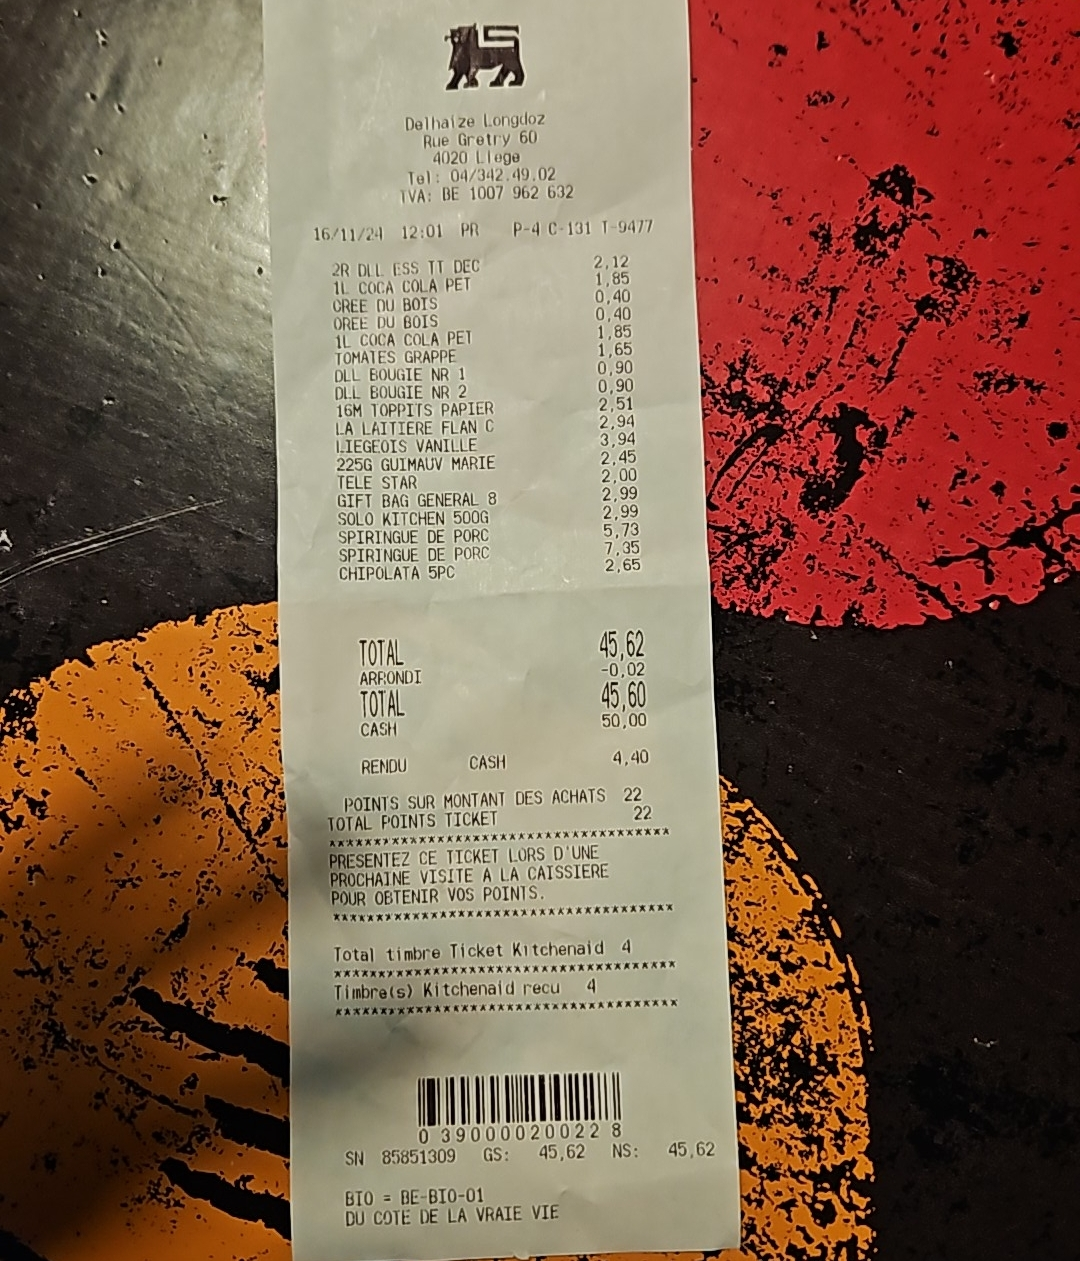 Delhaize Longdoz
Rue Gretry 60
4020 Liege
Tel: 04/342.49.02
TVA: BE 1007 962 632
16/11/24 12:01 PR P-4 C-131 T-9477
2R DLL ESS TT DEC 2,12
1L COCA COLA PET 1,85
OREE DU BOIS 0,40
OREE DU BOIS 0,40
1L COCA COLA PET 1,85
TOMATES GRAPPE 1,65
DLL BOUGIE NR 1 0,90
DLL BOUGIE NR 2 0,90
16M TOPPITS PAPIER 2,51
LA LAITIERE FLAN C 2,94
LIEGEOIS VANILLE 3,94
225G GUIMAUV MARIE 2,45
TELE STAR 2,00
GIFT BAG GENERAL 8 2,99
SOLO KITCHEN 500G 2,99
SPIRINGUE DE PORC 5,73
SPIRINGUE DE PORC 7,35
CHIPOLATA 5PC 2,65
TOTAL 45,62
ARRONDI -0,02
TOTAL 45,60
CASH 50,00
RENDU CASH 4,40
POINTS SUR MONTANT DES ACHATS 22
TOTAL POINTS TICKET 22
*************************************
PRESENTEZ CE TICKET LORS D'UNE
PROCHAINE VISITE A LA CAISSIERE
POUR OBTENIR VOS POINTS.
*************************************
Total timbre Ticket Kitchenaid 4
*************************************
Timbre(s) Kitchenaid recu 4
*************************************
0 39000020022 8
SN 85851309 GS: 45,62 NS: 45,62
BIO = BE-BIO-01
DU COTE DE LA VRAIE VIE